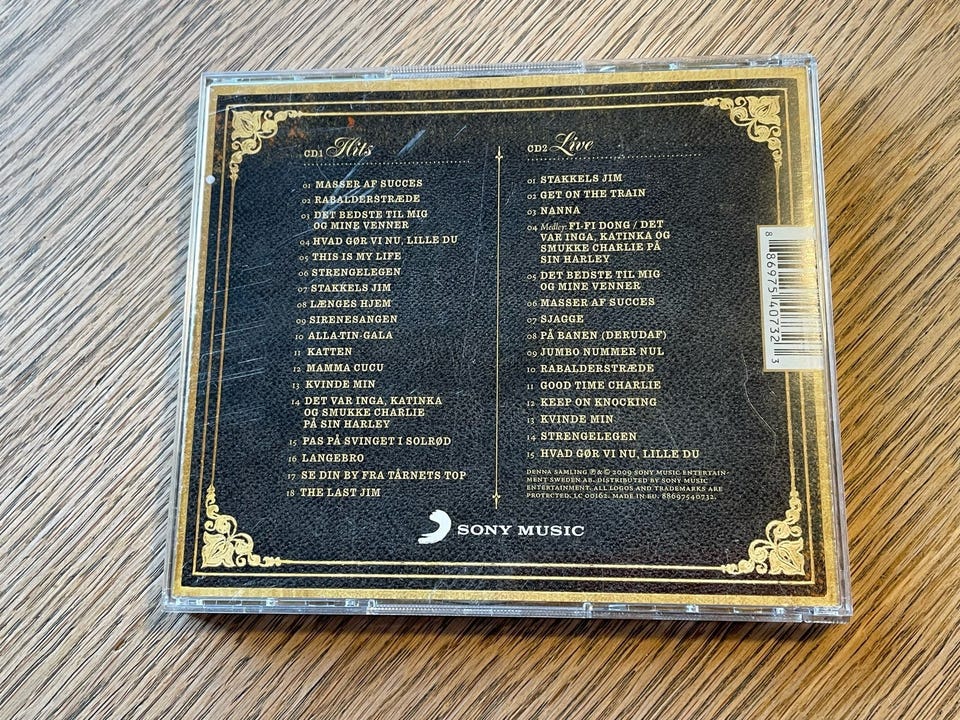 CD1 Hits
01 MASSER AF SUCCES
02 RABALDERSTRÆDE
03 DET BEDSTE TIL MIG
OG MINE VENNER
04 HVAD GØR VI NU, LILLE DU
05 THIS IS MY LIFE
06 STRENGELEGEN
07 STAKKELS JIM
08 LÆNGES HJEM
09 SIRENESANGEN
10 ALLA-TIN-GALA
11 KATTEN
12 MAMMA CUCU
13 KVINDE MIN
14 DET VAR INGA, KATINKA
OG SMUKKE CHARLIE
PÅ SIN HARLEY
15 PAS PÅ SVINGET I SOLRØD
16 LANGEBRO
17 SE DIN BY FRA TÅRNETS TOP
18 THE LAST JIM
CD2 Live
01 STAKKELS JIM
02 GET ON THE TRAIN
03 NANNA
04 Medley: FI-FI DONG / DET
VAR INGA, KATINKA OG
SMUKKE CHARLIE PÅ
SIN HARLEY
05 DET BEDSTE TIL MIG
OG MINE VENNER
06 MASSER AF SUCCES
07 SJAGGE
08 PÅ BANEN (DERUDAF)
09 JUMBO NUMMER NUL
10 RABALDERSTRÆDE
11 GOOD TIME CHARLIE
12 KEEP ON KNOCKING
13 KVINDE MIN
14 STRENGELEGEN
15 HVAD GØR VI NU, LILLE DU
DENNA SAMLING ℗ & © 2009 SONY MUSIC ENTERTAIN-
MENT SWEDEN AB. DISTRIBUTED BY SONY MUSIC
ENTERTAINMENT. ALL LOGOS AND TRADEMARKS ARE
PROTECTED. LC 00162. MADE IN EU. 88697540732.
SONY MUSIC
8 86975 40732 3